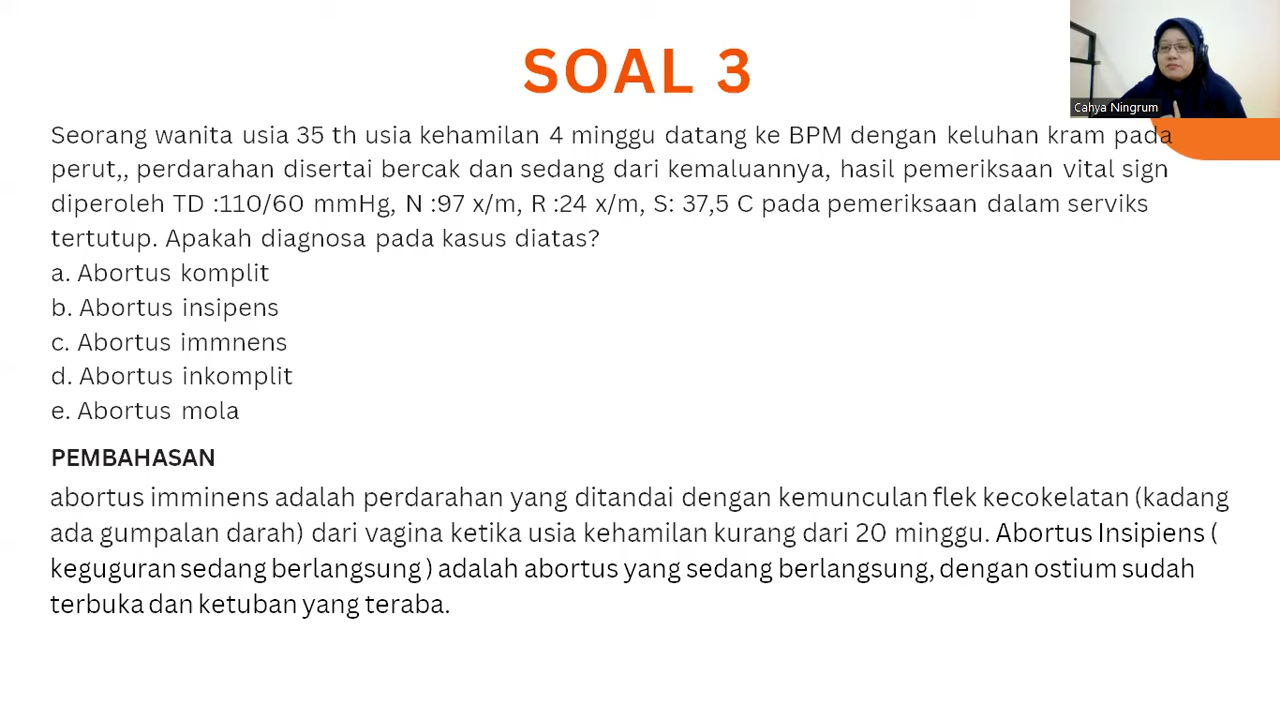 SOAL 3
Cahya Ningrum
Seorang wanita usia 35 th usia kehamilan 4 minggu datang ke BPM dengan keluhan kram pada
perut,, perdarahan disertai bercak dan sedang dari kemaluannya, hasil pemeriksaan vital sign
diperoleh TD :110/60 mmHg, N :97 x/m, R :24 x/m, S: 37,5 C pada pemeriksaan dalam serviks
tertutup. Apakah diagnosa pada kasus diatas?
a. Abortus komplit
b. Abortus insipens
c. Abortus immnens
d. Abortus inkomplit
e. Abortus mola
PEMBAHASAN
abortus imminens adalah perdarahan yang ditandai dengan kemunculan flek kecokelatan (kadang
ada gumpalan darah) dari vagina ketika usia kehamilan kurang dari 20 minggu. Abortus Insipiens (
keguguran sedang berlangsung ) adalah abortus yang sedang berlangsung, dengan ostium sudah
terbuka dan ketuban yang teraba.